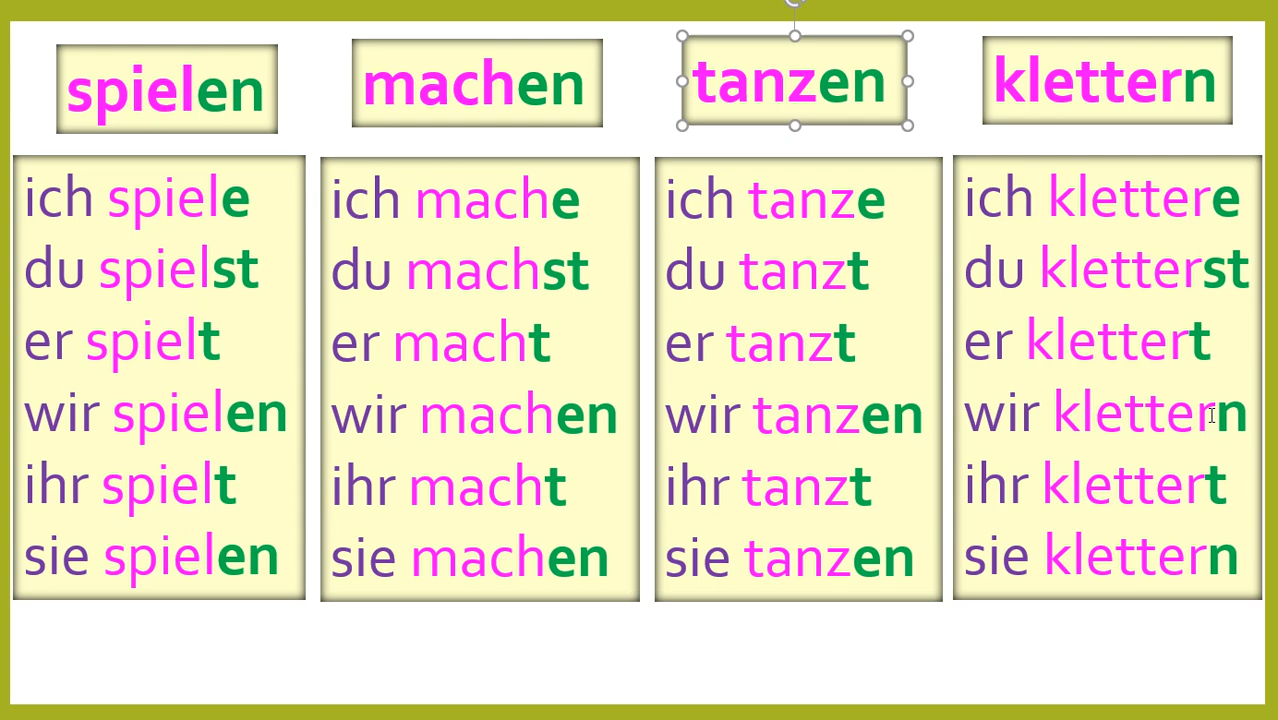 spielen
ich spiele
du spielst
er spielt
wir spielen
ihr spielt
sie spielen
machen
ich mache
du machst
er macht
wir machen
ihr macht
sie machen
tanzen
ich tanze
du tanzt
er tanzt
wir tanzen
ihr tanzt
sie tanzen
klettern
ich klettere
du kletterst
er klettert
wir klettern
ihr klettert
sie klettern